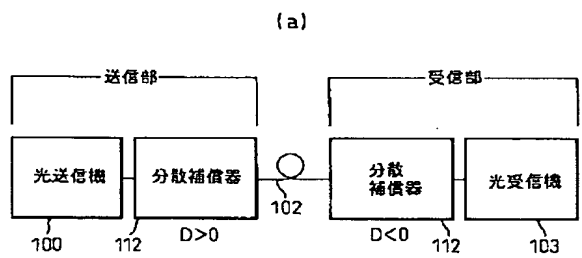 (a)
送信部
受信部
光送信機
分散補償器
分散
補償器
光受信機
100
112
D>0
102
D<0
112
103